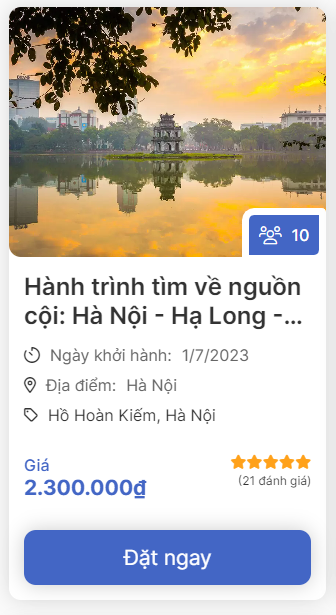 10
Hành trình tìm về nguồn
cội: Hà Nội - Hạ Long -...
Ngày khởi hành: 1/7/2023
Địa điểm: Hà Nội
Hồ Hoàn Kiếm, Hà Nội
Giá
2.300.000₫
(21 đánh giá)
Đặt ngay